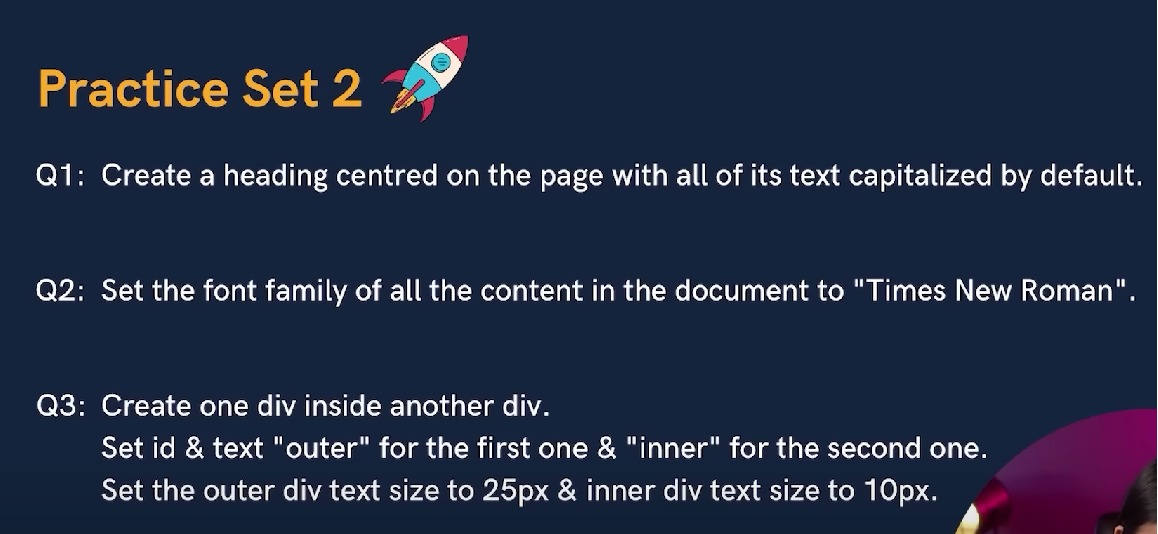 Practice Set 2
Q1: Create a heading centred on the page with all of its text capitalized by default.
Q2: Set the font family of all the content in the document to "Times New Roman".
Q3: Create one div inside another div.
Set id & text "outer" for the first one & "inner" for the second one.
Set the outer div text size to 25px & inner div text size to 10px.